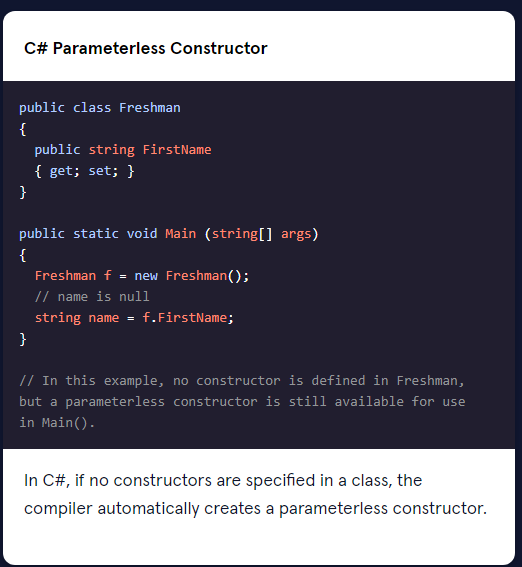 C# Parameterless Constructor
public class Freshman
{
  public string FirstName
  { get; set; }
}
public static void Main (string[] args)
{
  Freshman f = new Freshman();
  // name is null
  string name = f.FirstName;
}
// In this example, no constructor is defined in Freshman,
but a parameterless constructor is still available for use
in Main().
In C#, if no constructors are specified in a class, the
compiler automatically creates a parameterless constructor.